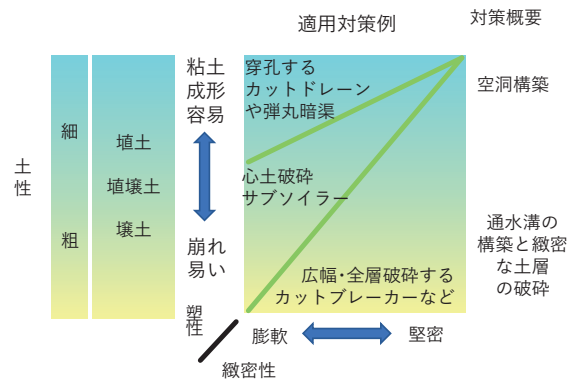 適用対策例
対策概要
土
性
細
粗
埴土
埴壌土
壌土
粘土
成形
容易
崩れ
易い
塑
性
穿孔する
カットドレーン
や弾丸暗渠
心土破砕
サブソイラー
広幅・全層破砕する
カットブレーカーなど
空洞構築
通水溝の
構築と緻密
な土層
の破砕
膨軟
堅密
緻密性